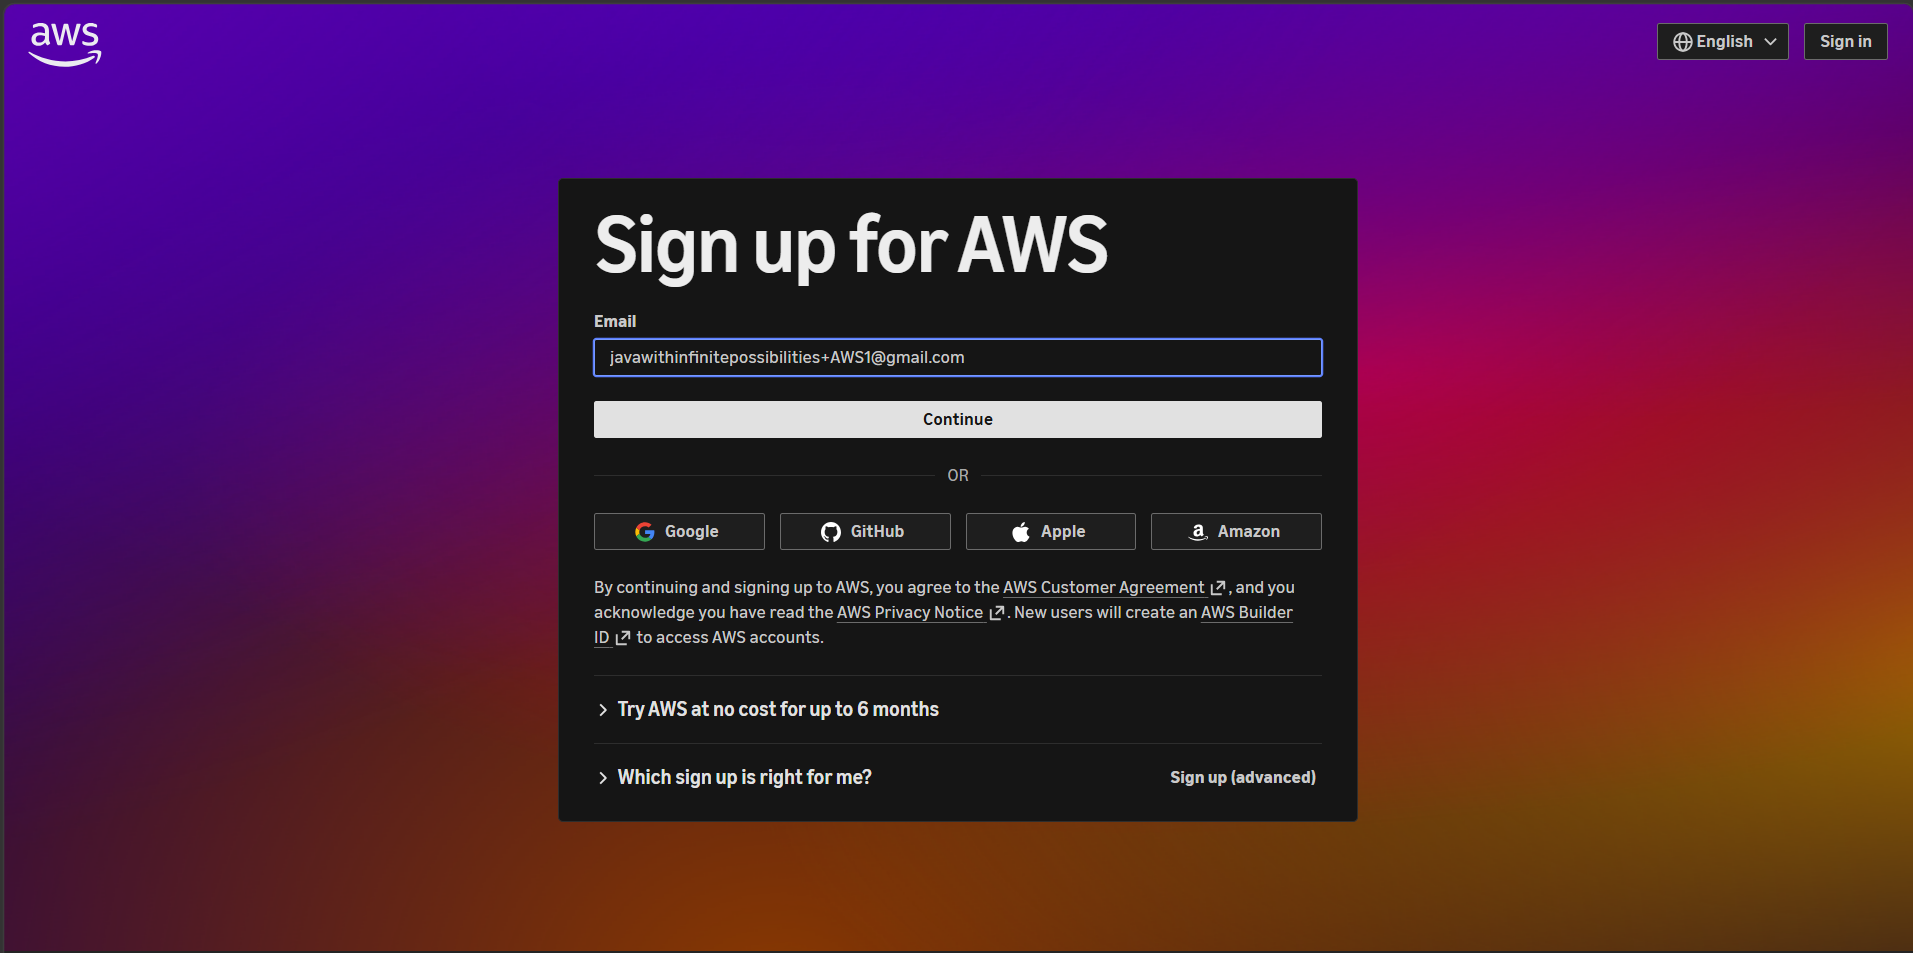 aws
English
Sign in
Sign up for AWS
Email
javawithinfinitepossibilities+AWS1@gmail.com
Continue
OR
Google
GitHub
Apple
a Amazon
By continuing and signing up to AWS, you agree to the AWS Customer Agreement , and you
acknowledge you have read the AWS Privacy Notice . New users will create an AWS Builder
ID to access AWS accounts.
Try AWS at no cost for up to 6 months
Which sign up is right for me?
Sign up (advanced)